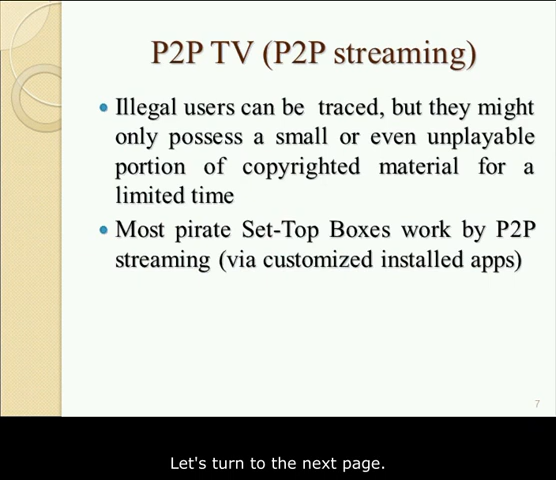 P2P TV (P2P streaming)
Illegal users can be traced, but they might
only possess a small or even unplayable
portion of copyrighted material for a
limited time
Most pirate Set-Top Boxes work by P2P
streaming (via customized installed apps)
7
Let's turn to the next page.